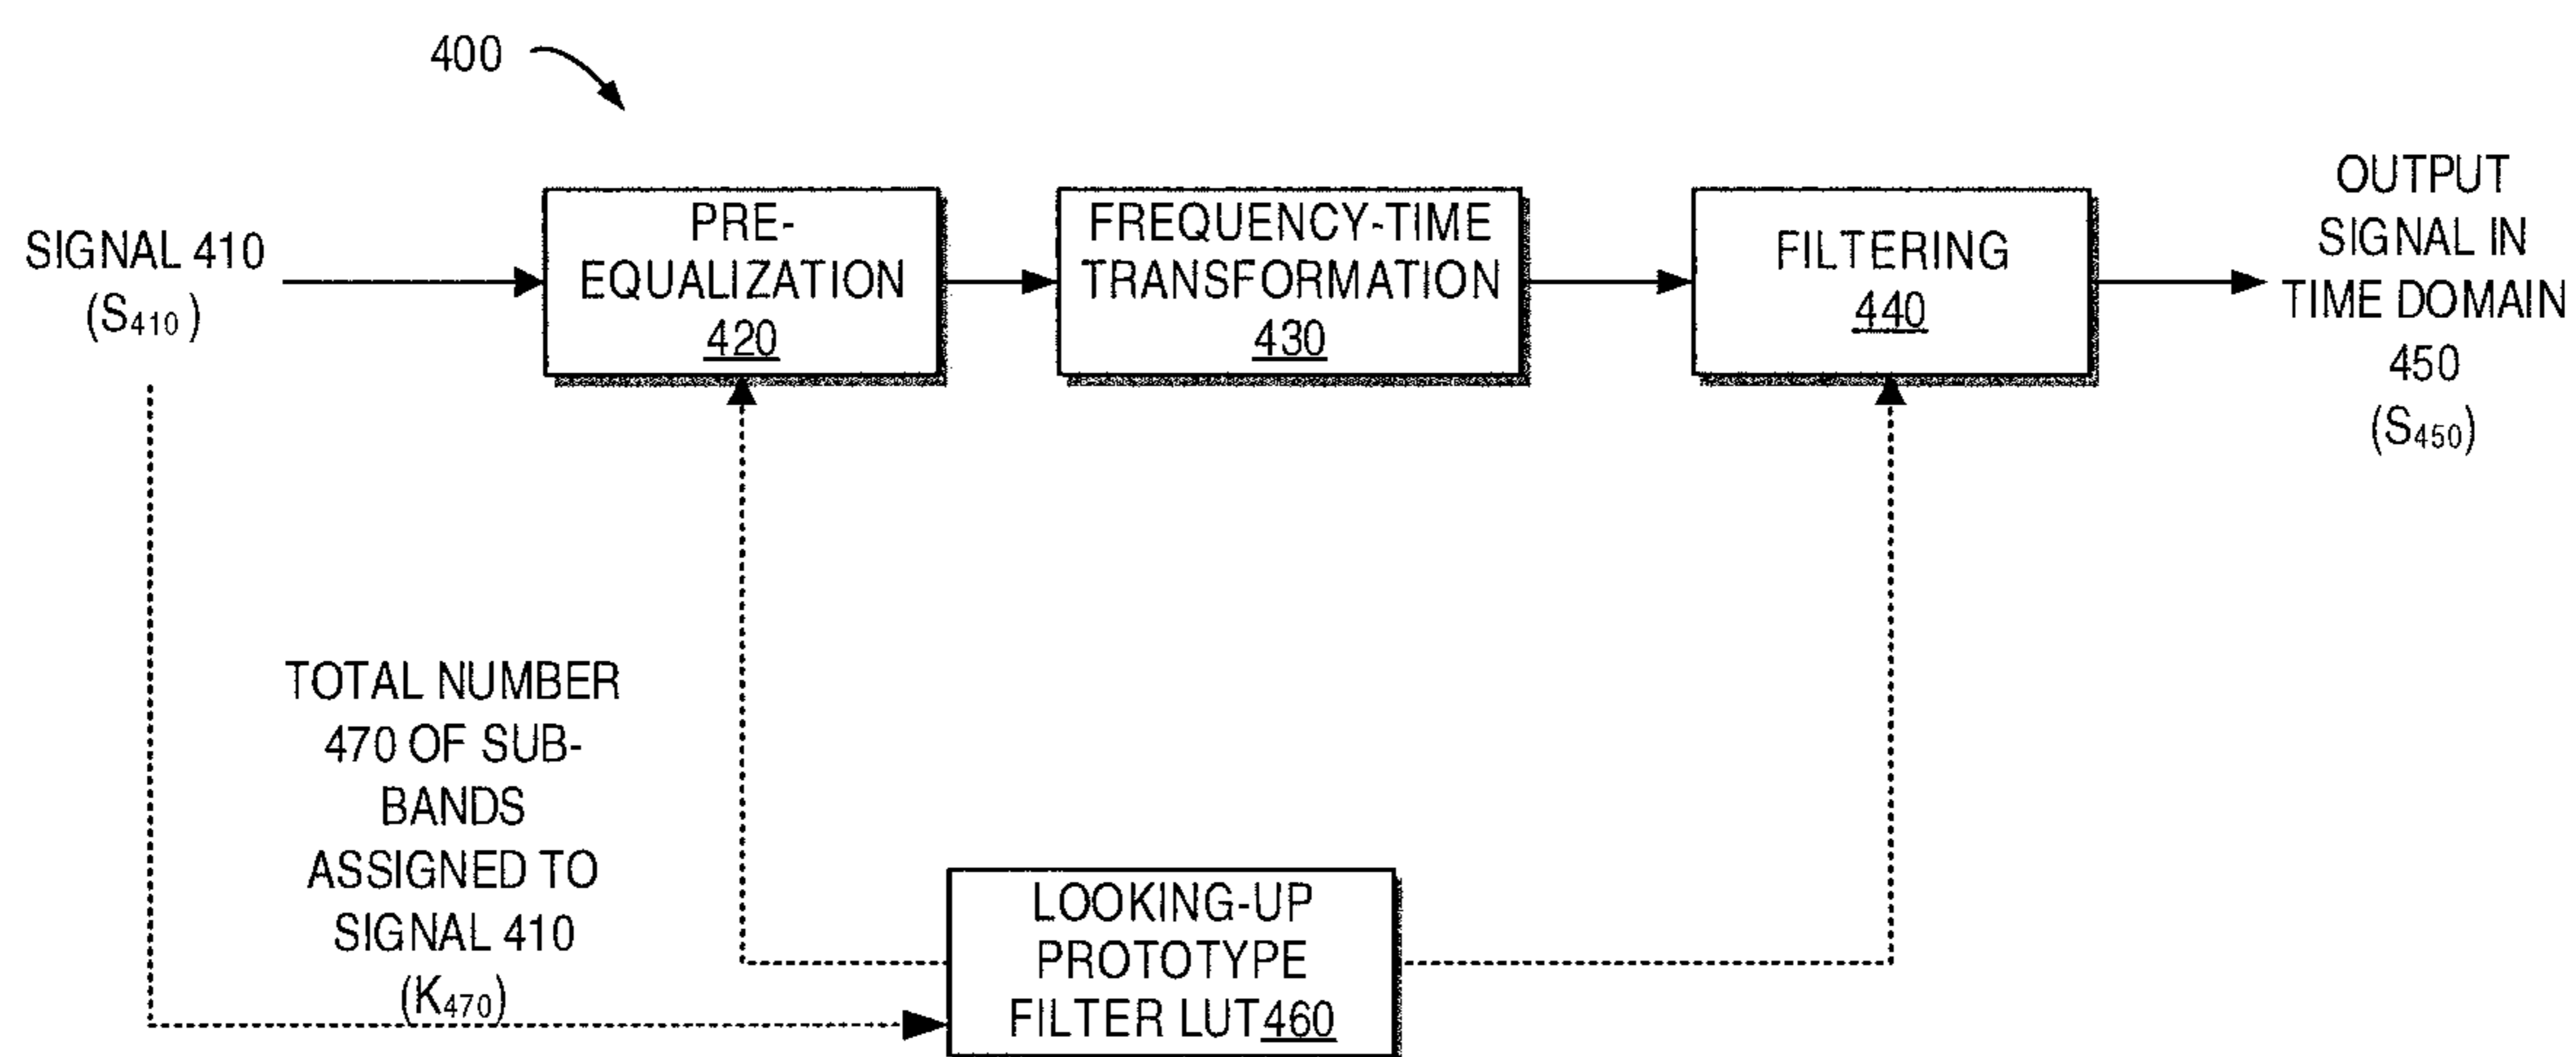 400
SIGNAL 410
(S410 )
PRE-
EQUALIZATION
420
FREQUENCY-TIME
TRANSFORMATION
430
FILTERING
440
OUTPUT
SIGNAL IN
TIME DOMAIN
450
(S450)
TOTAL NUMBER
470 OF SUB-
BANDS
ASSIGNED TO
SIGNAL 410
(K470)
LOOKING-UP
PROTOTYPE
FILTER LUT460